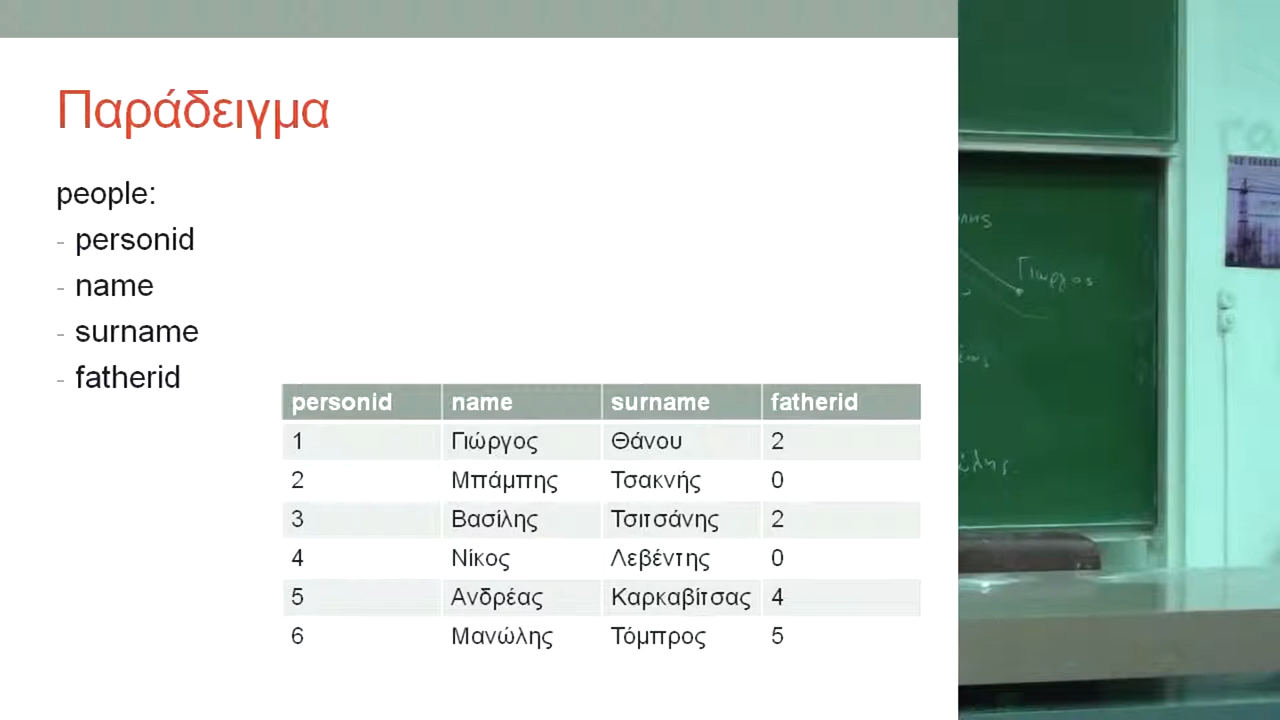 Παράδειγμα
people:
- personid
- name
- surname
- fatherid
personid name surname fatherid
1 Γιώργος Θάνου 2
2 Μπάμπης Τσακνής 0
3 Βασίλης Τσιτσάνης 2
4 Νίκος Λεβέντης 0
5 Ανδρέας Καρκαβίτσας 4
6 Μανώλης Τόμπρος 5
Γιώργος